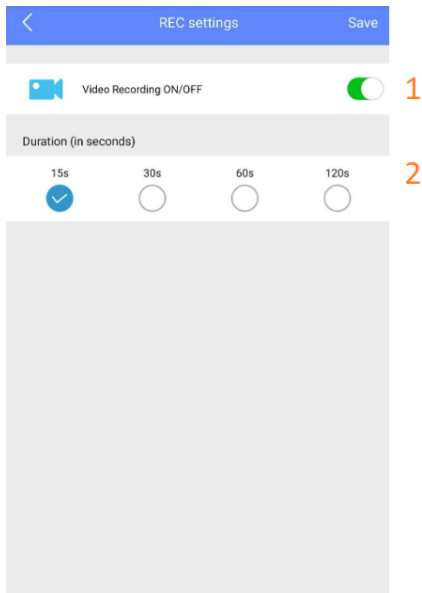 REC settings Save
Video Recording ON/OFF 1
Duration (in seconds)
15s 30s 60s 120s 2